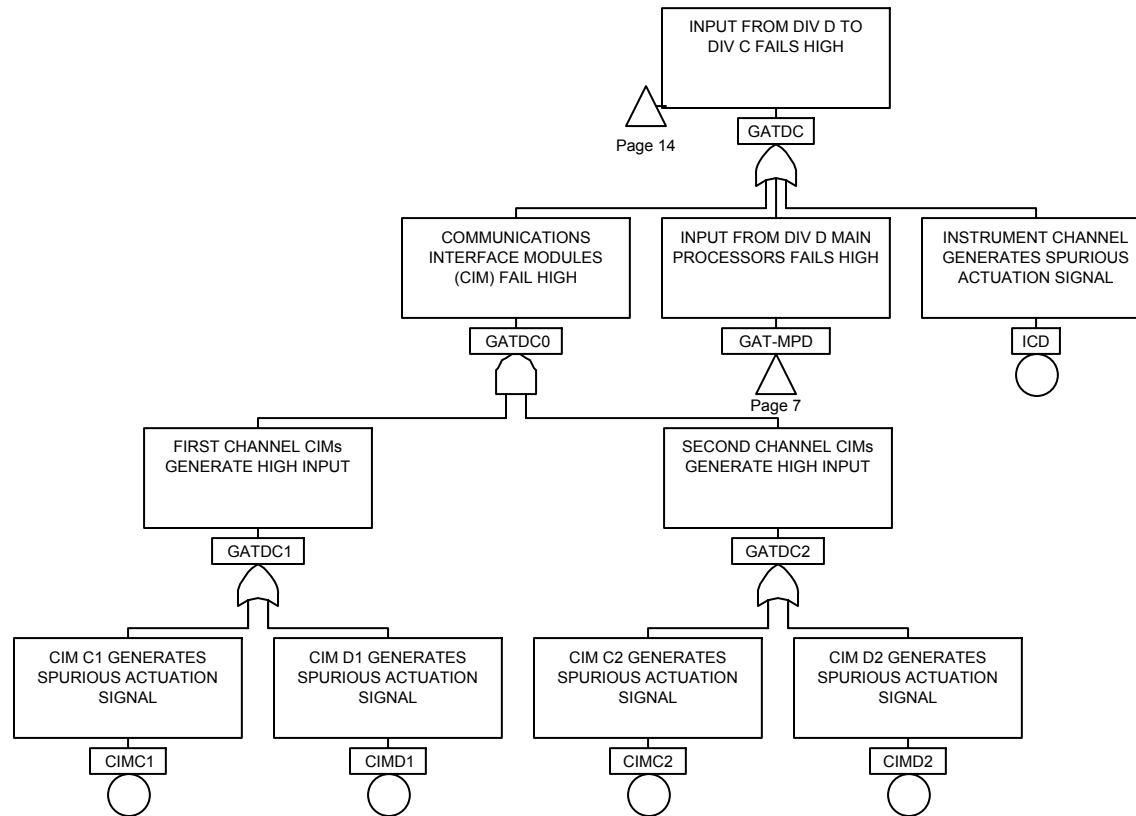 INPUT FROM DIV D TO
DIV C FAILS HIGH
Page 14
GATDC
COMMUNICATIONS
INTERFACE MODULES
(CIM) FAIL HIGH
GATDC0
INPUT FROM DIV D MAIN
PROCESSORS FAILS HIGH
GAT-MPD
Page 7
INSTRUMENT CHANNEL
GENERATES SPURIOUS
ACTUATION SIGNAL
ICD
FIRST CHANNEL CIMs
GENERATE HIGH INPUT
GATDC1
SECOND CHANNEL CIMs
GENERATE HIGH INPUT
GATDC2
CIM C1 GENERATES
SPURIOUS ACTUATION
SIGNAL
CIMC1
CIM D1 GENERATES
SPURIOUS ACTUATION
SIGNAL
CIMD1
CIM C2 GENERATES
SPURIOUS ACTUATION
SIGNAL
CIMC2
CIM D2 GENERATES
SPURIOUS ACTUATION
SIGNAL
CIMD2